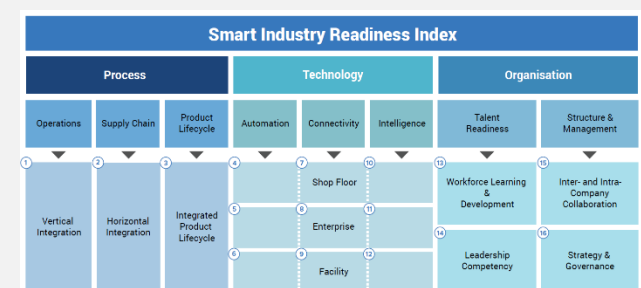 Smart Industry Readiness Index
Process
Technology
Organisation
Operations
Supply Chain
Product
Lifecycle
Automation
Connectivity
Intelligence
Talent
Readiness
Structure &
Management
1
Vertical
Integration
2
Horizontal
Integration
3
Integrated
Product
Lifecycle
4
7
10
Shop Floor
5
8
11
Enterprise
6
9
12
Facility
13
Workforce Learning
&
Development
15
Inter- and Intra-
Company
Collaboration
14
Leadership
Competency
16
Strategy &
Governance